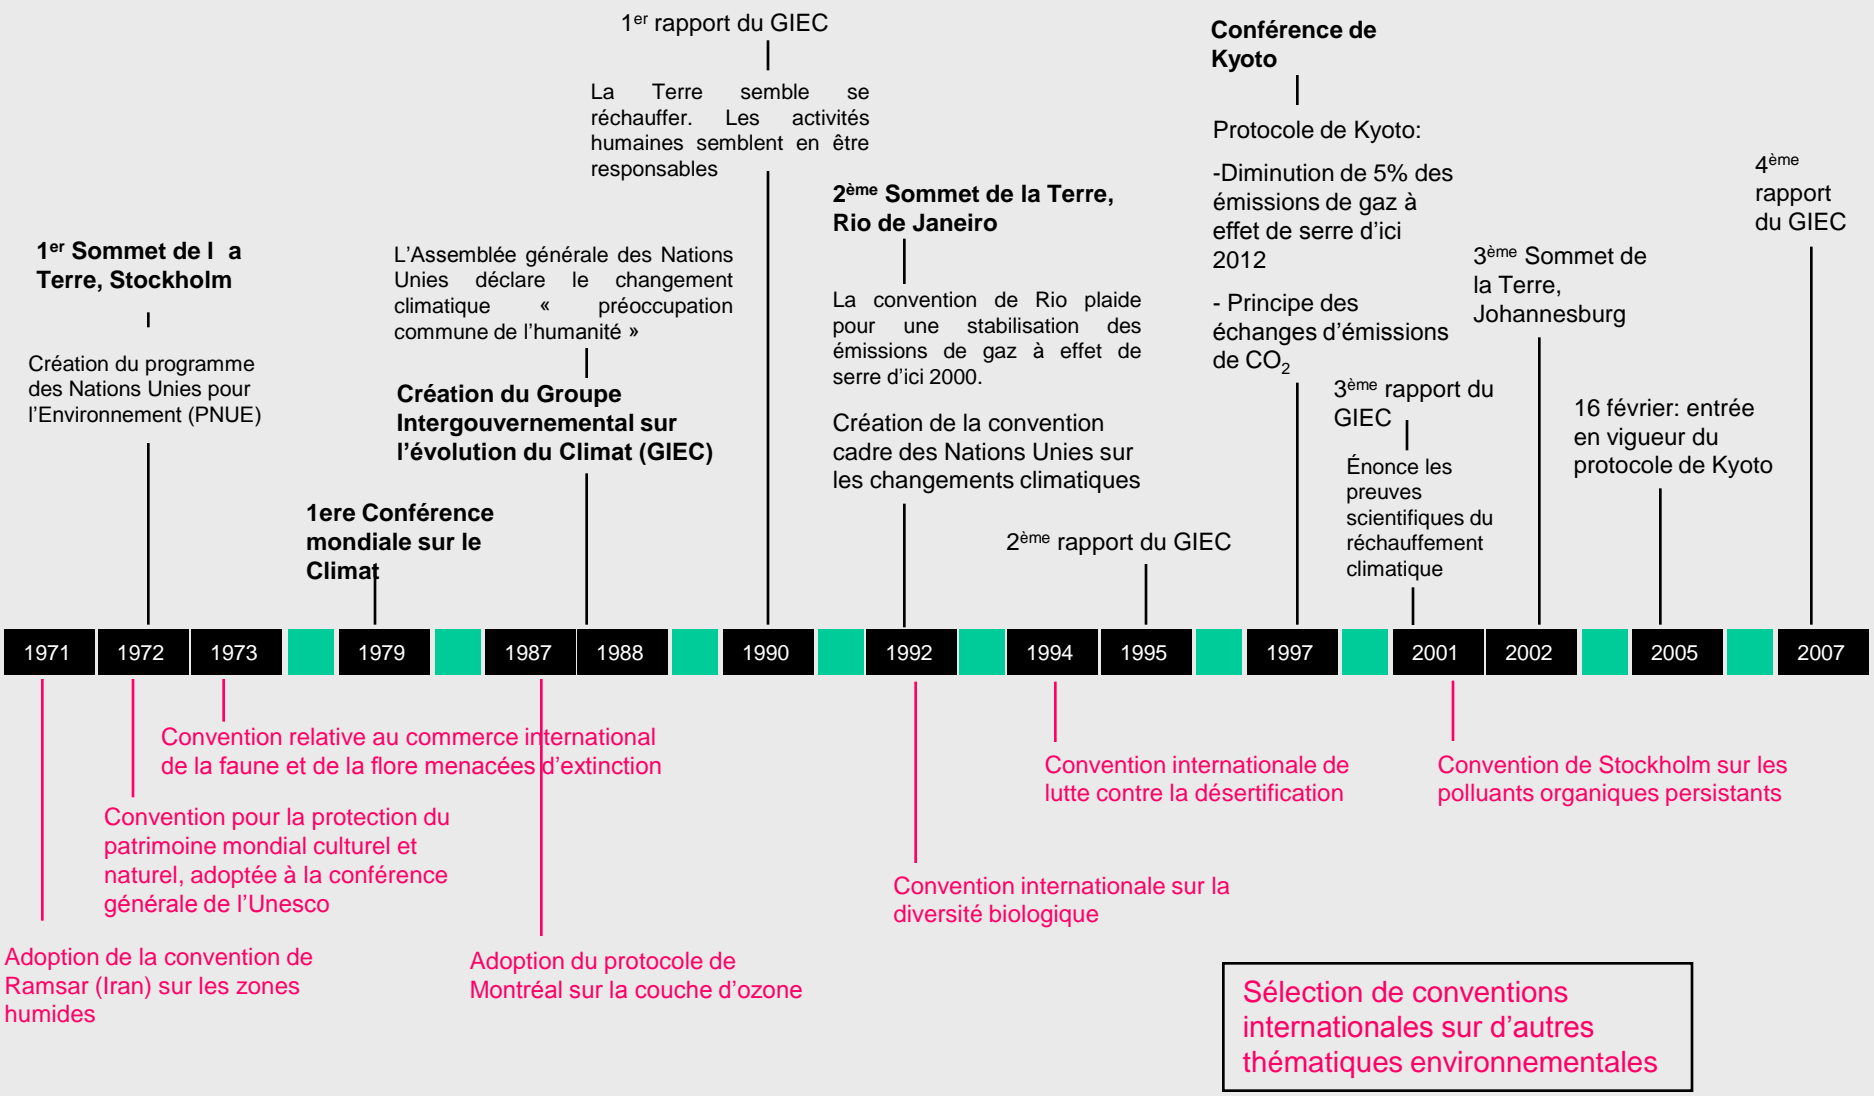 1er rapport du GIEC
La Terre semble se
réchauffer. Les activités
humaines semblent en être
responsables
Conférence de
Kyoto
Protocole de Kyoto:
-Diminution de 5% des
émissions de gaz à
effet de serre d’ici
2012
- Principe des
échanges d’émissions
de CO2
4ème
rapport
du GIEC
2ème Sommet de la Terre,
Rio de Janeiro
La convention de Rio plaide
pour une stabilisation des
émissions de gaz à effet de
serre d’ici 2000.
Création de la convention
cadre des Nations Unies sur
les changements climatiques
1er Sommet de l a
Terre, Stockholm
Création du programme
des Nations Unies pour
l’Environnement (PNUE)
L’Assemblée générale des Nations
Unies déclare le changement
climatique « préoccupation
commune de l’humanité »
Création du Groupe
Intergouvernemental sur
l’évolution du Climat (GIEC)
3ème Sommet de
la Terre,
Johannesburg
3ème rapport du
GIEC
Énonce les
preuves
scientifiques du
réchauffement
climatique
16 février: entrée
en vigueur du
protocole de Kyoto
1ere Conférence
mondiale sur le
Climat
2ème rapport du GIEC
1971 1972 1973 1979 1987 1988 1990 1992 1994 1995 1997 2001 2002 2005 2007
Convention relative au commerce international
de la faune et de la flore menacées d’extinction
Convention pour la protection du
patrimoine mondial culturel et
naturel, adoptée à la conférence
générale de l’Unesco
Adoption de la convention de
Ramsar (Iran) sur les zones
humides
Adoption du protocole de
Montréal sur la couche d’ozone
Convention internationale sur la
diversité biologique
Convention internationale de
lutte contre la désertification
Convention de Stockholm sur les
polluants organiques persistants
Sélection de conventions
internationales sur d’autres
thématiques environnementales